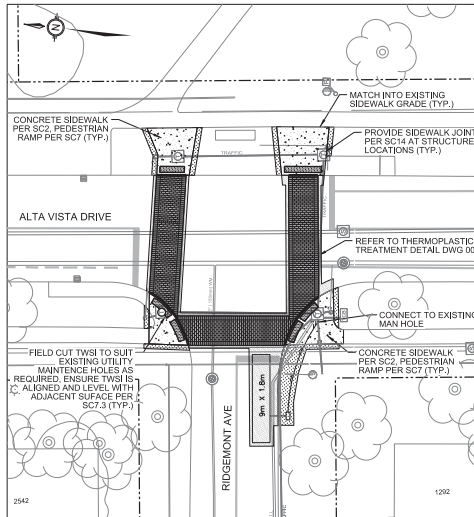 N
MATCH INTO EXISTING
SIDEWALK GRADE (TYP.)
CONCRETE SIDEWALK
PER SC2, PEDESTRIAN
RAMP PER SC7 (TYP.)
PROVIDE SIDEWALK JOINT
PER SC14 AT STRUCTURE
LOCATIONS (TYP.)
TRAFFIC
TRAFFIC
ALTA VISTA DRIVE
REFER TO THERMOPLASTIC
TREATMENT DETAIL DWG 00
CONNECT TO EXISTING
MAN HOLE
FIELD CUT TWSI TO SUIT
EXISTING UTILITY
MAINTENCE HOLES AS
REQUIRED, ENSURE TWSI IS
ALIGNED AND LEVEL WITH
ADJACENT SUFACE PER
SC7.3 (TYP.)
CONCRETE SIDEWALK
PER SC2, PEDESTRIAN
RAMP PER SC7 (TYP.)
9m X 1.8m
RIDGEMONT AVE
2542
1292